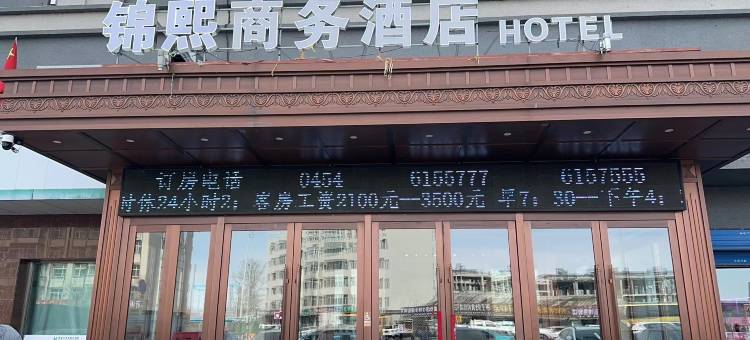 锦熙商务酒店 HOTEL
订房电话 0454 6155777 6157555
时休24小时2; 客房工资2100元--3500元 早7:30--下午4: